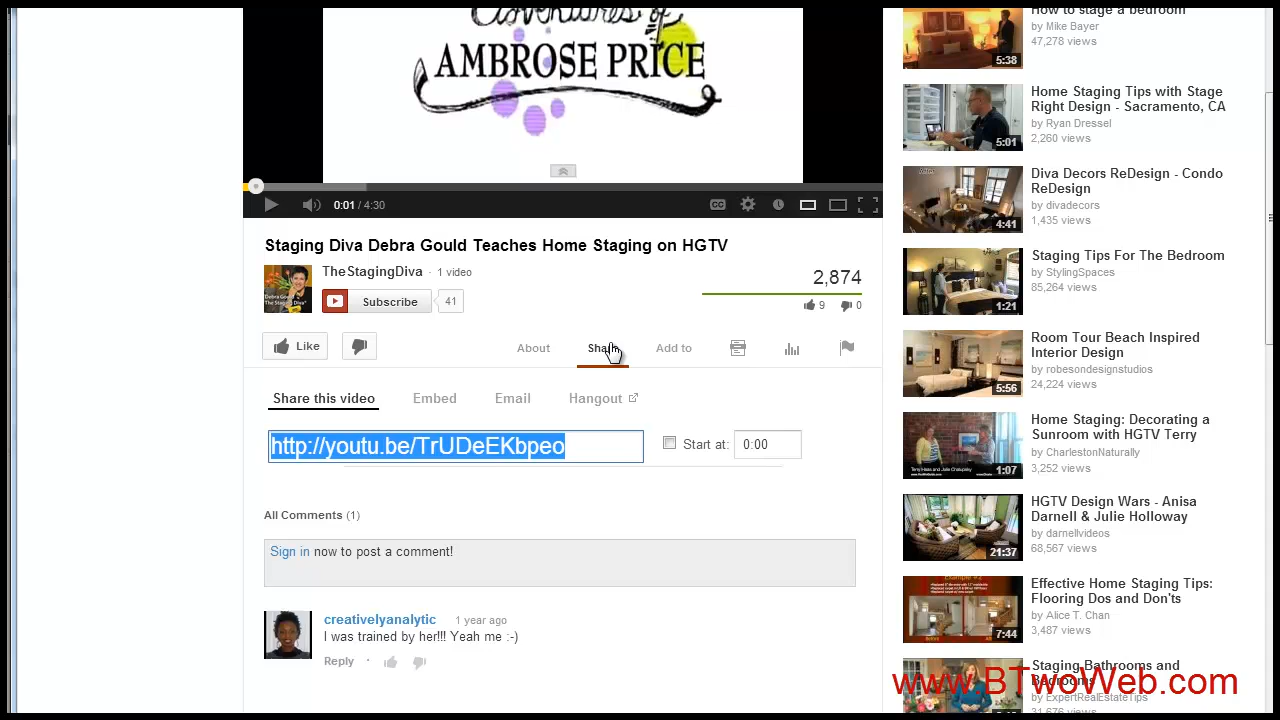 Adventures of
AMBROSE PRICE
0:01 / 4:30
CC
Staging Diva Debra Gould Teaches Home Staging on HGTV
TheStagingDiva · 1 video
Subscribe 41
2,874
9 0
Like
About Share Add to
Share this video Embed Email Hangout
http://youtu.be/TrUDeEKbpeo
Start at: 0:00
All Comments (1)
Sign in now to post a comment!
creativelyanalytic 1 year ago
I was trained by her!!! Yeah me :-)
Reply ·
How to stage a bedroom
by Mike Bayer
47,278 views
5:38
Home Staging Tips with Stage
Right Design - Sacramento, CA
by Ryan Dressel
2,260 views
5:01
Diva Decors ReDesign - Condo
ReDesign
by divadecors
1,435 views
4:41
Staging Tips For The Bedroom
by StylingSpaces
85,264 views
1:21
Room Tour Beach Inspired
Interior Design
by robesondesignstudios
24,224 views
5:56
Home Staging: Decorating a
Sunroom with HGTV Terry
by CharlestonNaturally
3,252 views
1:07
HGTV Design Wars - Anisa
Darnell & Julie Holloway
by darnellvideos
68,567 views
21:37
Effective Home Staging Tips:
Flooring Dos and Don'ts
by Alice T. Chan
3,487 views
7:44
Staging Bathrooms and
Bedrooms
by ExpertRealEstateTips
31,676 views
www.BTwoWeb.com